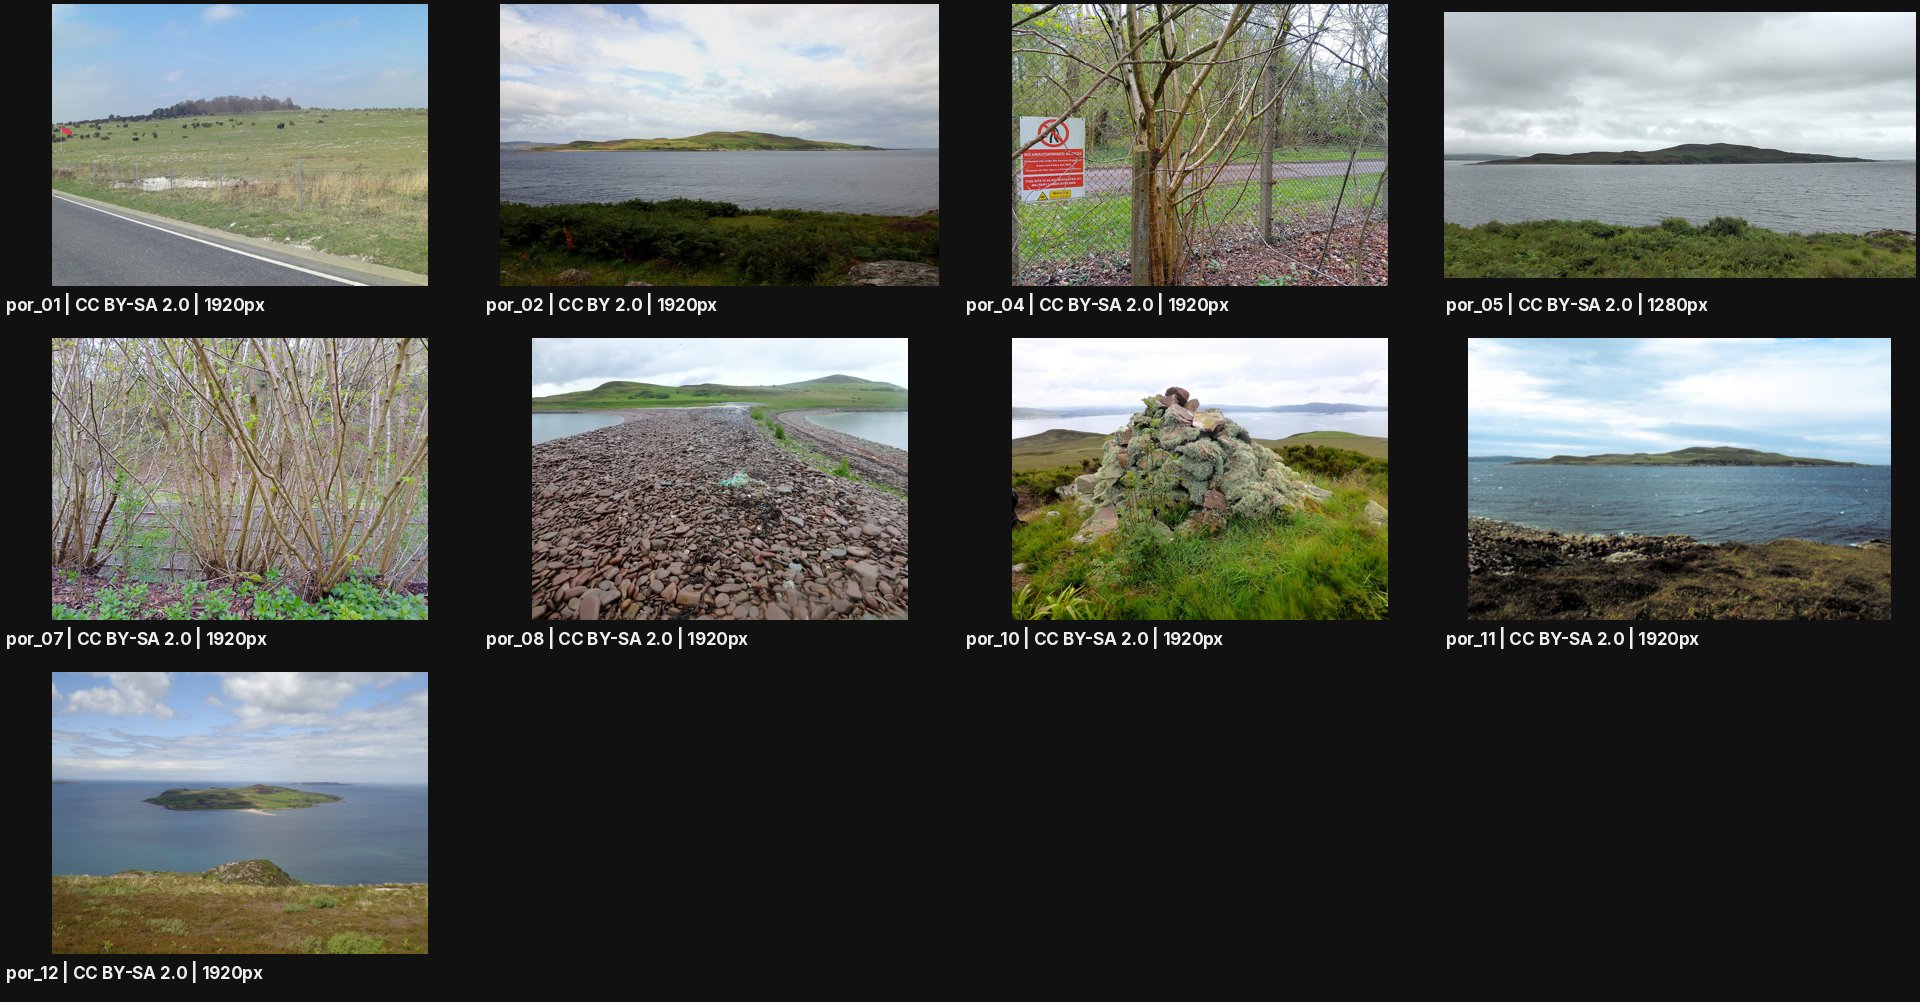 NO UNAUTHORISED ACCESS
por_01 | CC BY-SA 2.0 | 1920px
por_02 | CC BY 2.0 | 1920px
por_04 | CC BY-SA 2.0 | 1920px
por_05 | CC BY-SA 2.0 | 1280px
por_07 | CC BY-SA 2.0 | 1920px
por_08 | CC BY-SA 2.0 | 1920px
por_10 | CC BY-SA 2.0 | 1920px
por_11 | CC BY-SA 2.0 | 1920px
por_12 | CC BY-SA 2.0 | 1920px